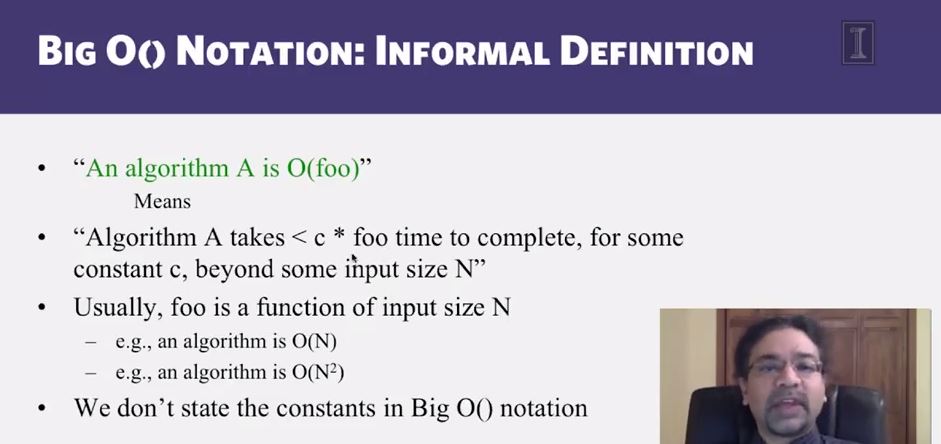 BIG O() NOTATION: INFORMAL DEFINITION
I
• “An algorithm A is O(foo)”
Means
• “Algorithm A takes < c * foo time to complete, for some
constant c, beyond some input size N”
• Usually, foo is a function of input size N
– e.g., an algorithm is O(N)
– e.g., an algorithm is O(N²)
• We don’t state the constants in Big O() notation